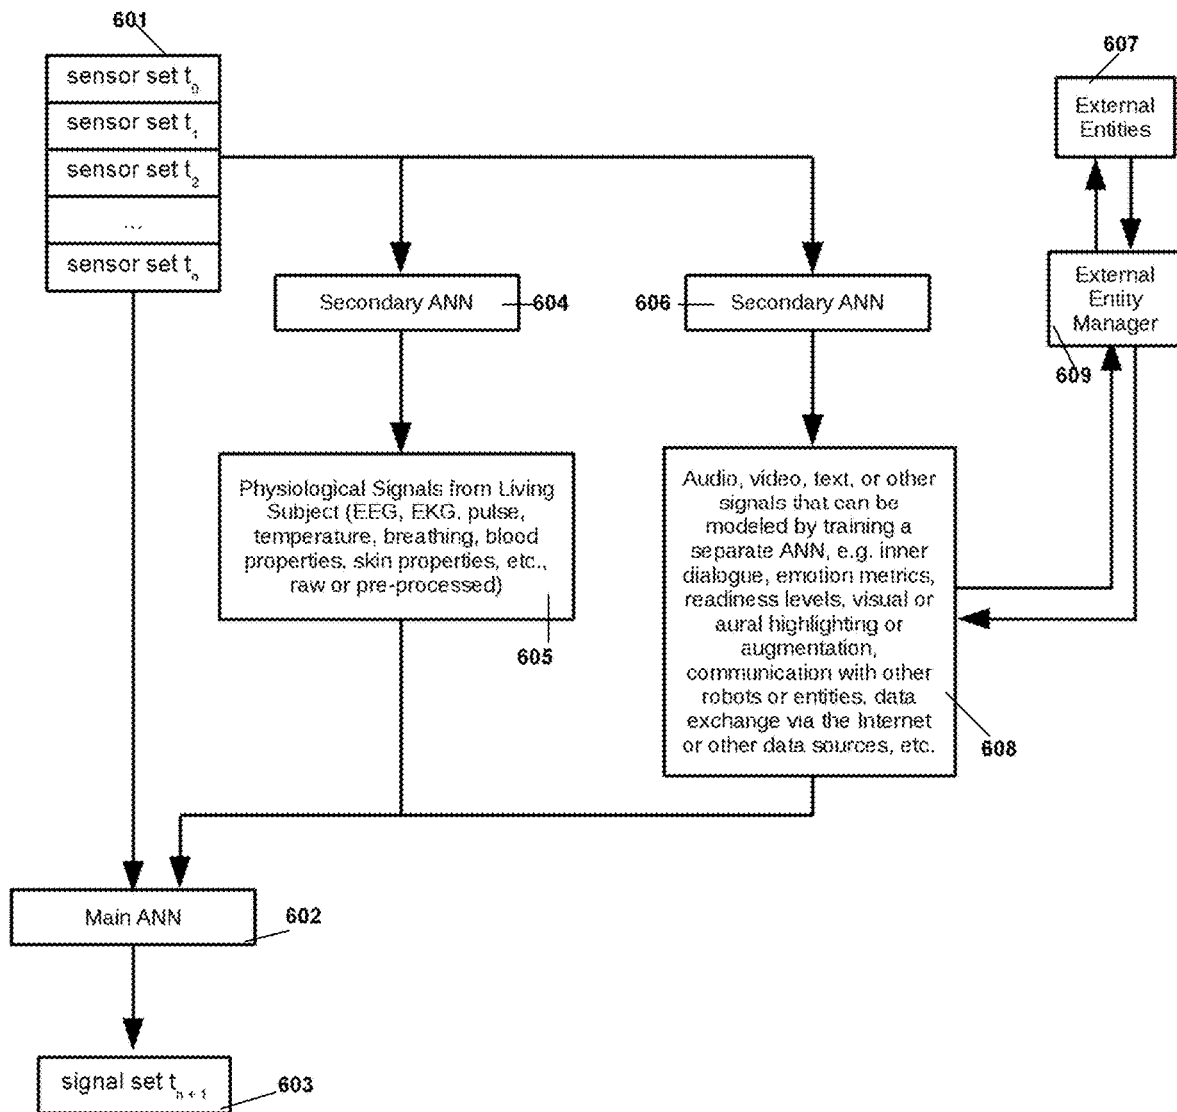 601
sensor set t0
sensor set t1
sensor set t2
...
sensor set tn
607
External
Entities
External
Entity
Manager
609
Secondary ANN
604
606
Secondary ANN
Physiological Signals from Living
Subject (EEG, EKG, pulse,
temperature, breathing, blood
properties, skin properties, etc.,
raw or pre-processed)
605
Audio, video, text, or other
signals that can be
modeled by training a
separate ANN, e.g. inner
dialogue, emotion metrics,
readiness levels, visual or
aural highlighting or
augmentation,
communication with other
robots or entities, data
exchange via the Internet
or other data sources, etc.
608
Main ANN
602
signal set tn+1
603